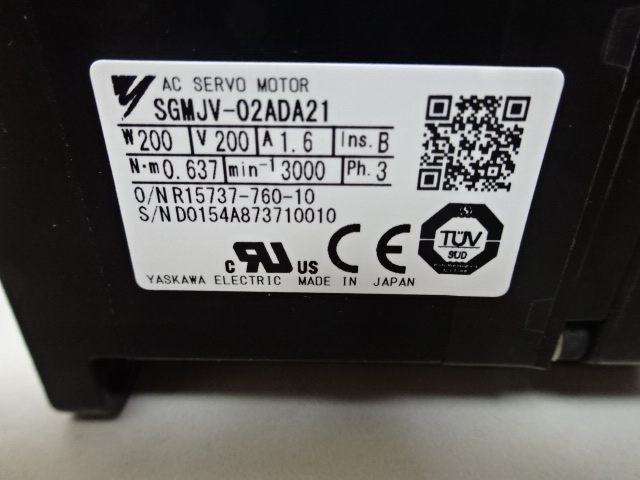 AC SERVO MOTOR
SGMJV-02ADA21
W 200 V 200 A 1.6 Ins. B
N·m 0.637 min⁻¹ 3000 Ph. 3
O/N R15737-760-10
S/N D0154A873710010
c RU US CE TÜV SÜD
YASKAWA ELECTRIC MADE IN JAPAN